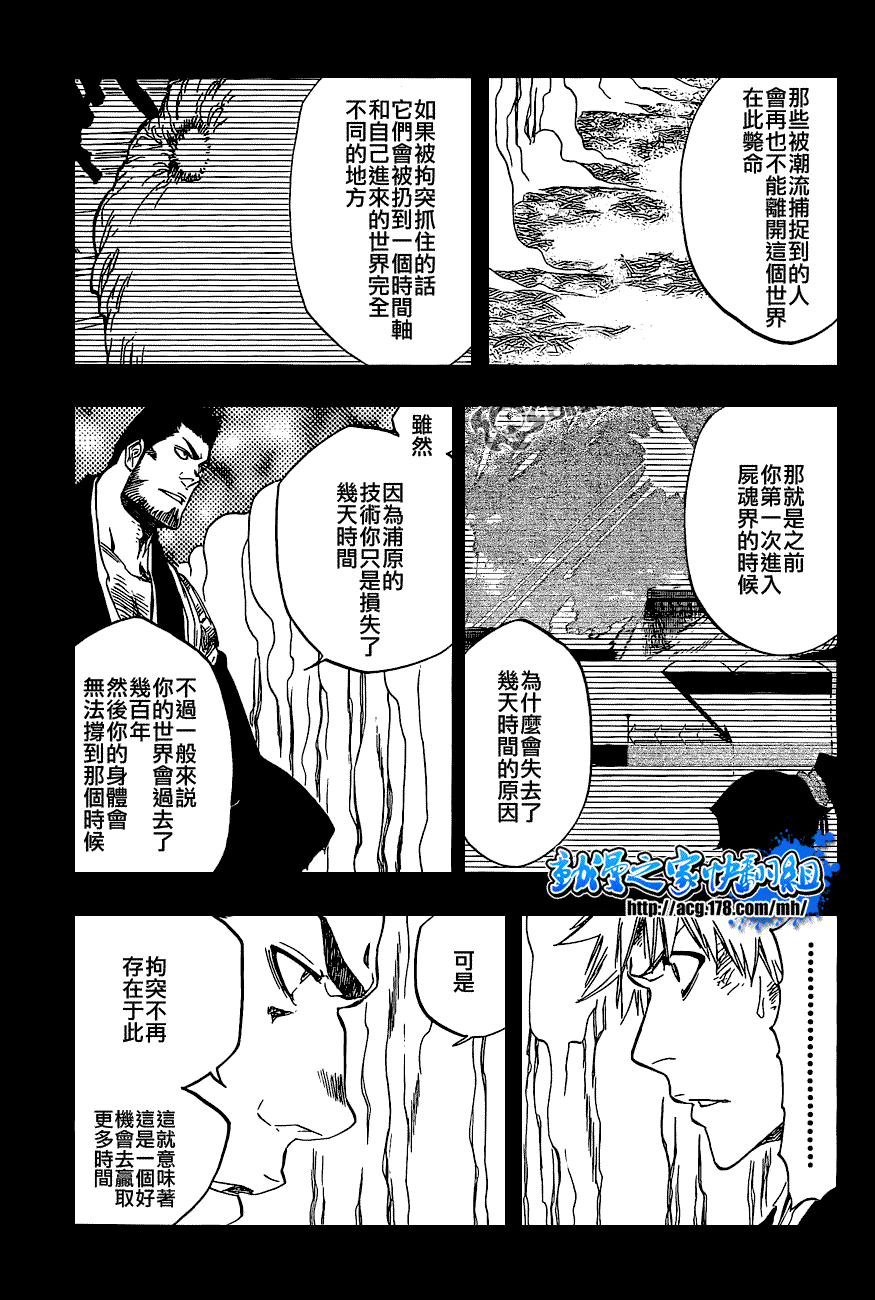 那些被潮流捕捉到的人
會再也不能離開這個世界
在此斃命
如果被拘突抓住的話
它們會被扔到一個時間軸
和自己進來的世界完全
不同的地方
那就是之前
你第一次進入
屍魂界的時候
為什麼會失去了
幾天時間的原因
雖然
因為浦原的
技術你只是損失了
幾天時間
不過一般來說
你的世界會過去了
幾百年
然後你的身體會
無法撐到那個時候
動漫之家快翻組
http://acg.178.com/mh/
………………
可是
拘突不再
存在于此
這就意味著
這是一個好
機會去贏取
更多時間